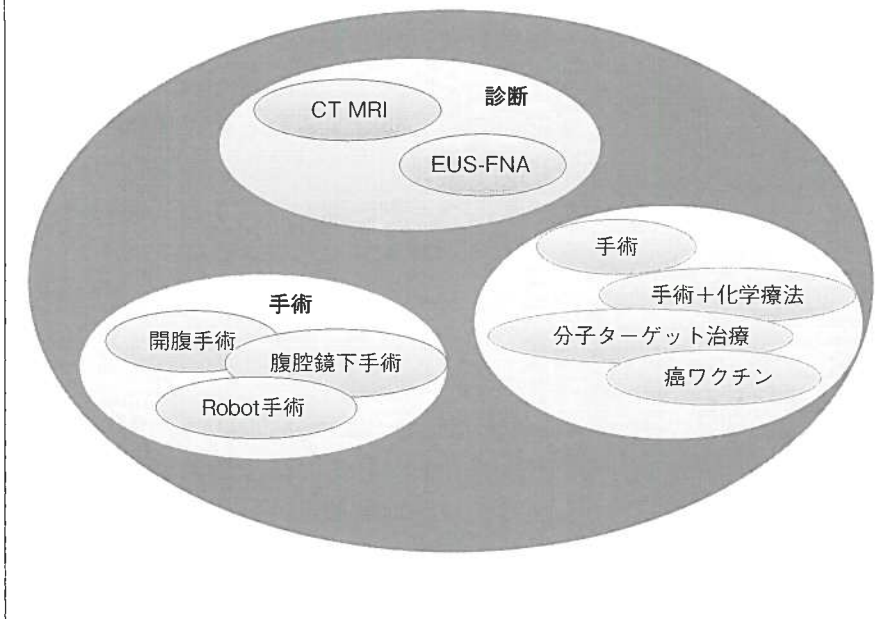 診断
CT MRI
EUS-FNA
手術
手術＋化学療法
分子ターゲット治療
癌ワクチン
手術
開腹手術
腹腔鏡下手術
Robot手術